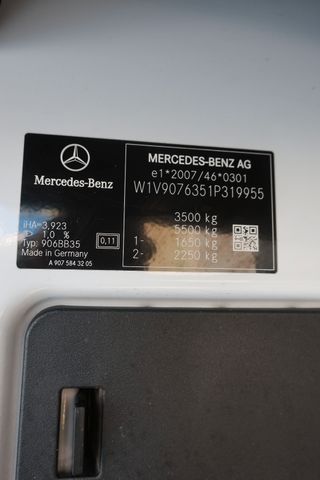 MERCEDES-BENZ AG
e1*2007/46*0301
W1V9076351P319955
3500 kg
5500 kg
1- 1650 kg
2- 2250 kg
Mercedes-Benz
iHA=3,923
D 1.0 %
Typ: 906BB35
0,11
Made in Germany
A 907 584 32 05